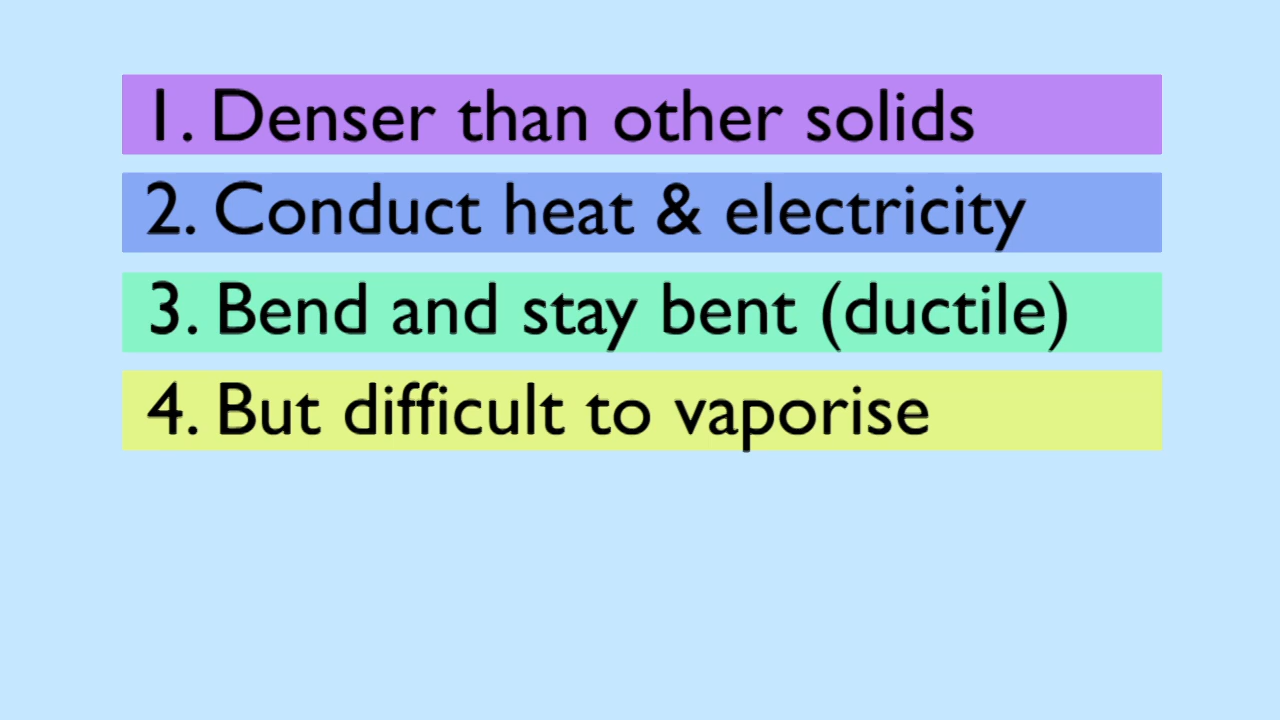 1. Denser than other solids
2. Conduct heat & electricity
3. Bend and stay bent (ductile)
4. But difficult to vaporise